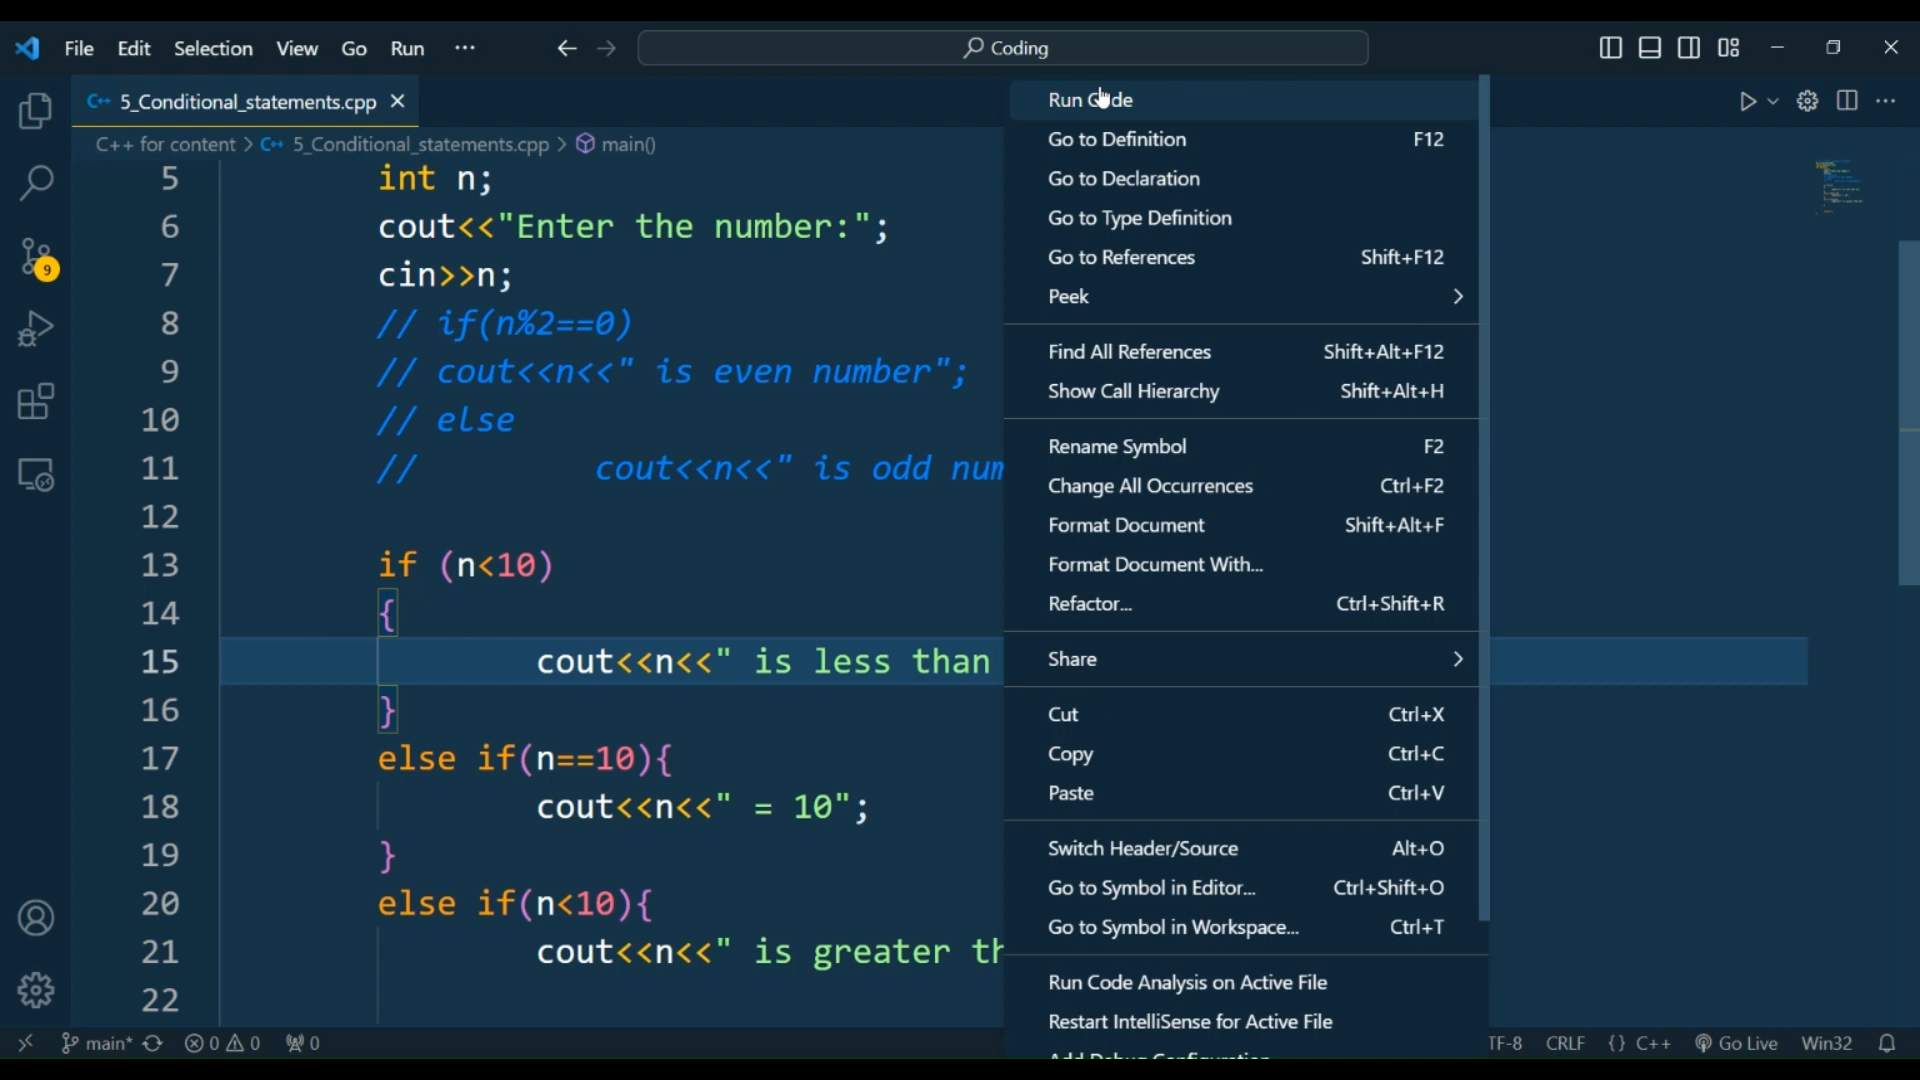 File Edit Selection View Go Run ··· Coding
5_Conditional_statements.cpp
C++ for content > 5_Conditional_statements.cpp > main()
5 int n;
6 cout<<"Enter the number:";
7 cin>>n;
8 // if(n%2==0)
9 // cout<<n<<" is even number";
10 // else
11 // cout<<n<<" is odd num
12
13 if (n<10)
14 {
15 cout<<n<<" is less than
16 }
17 else if(n==10){
18 cout<<n<<" = 10";
19 }
20 else if(n<10){
21 cout<<n<<" is greater th
22
9
Run Code
Go to Definition F12
Go to Declaration
Go to Type Definition
Go to References Shift+F12
Peek
Find All References Shift+Alt+F12
Show Call Hierarchy Shift+Alt+H
Rename Symbol F2
Change All Occurrences Ctrl+F2
Format Document Shift+Alt+F
Format Document With...
Refactor... Ctrl+Shift+R
Share
Cut Ctrl+X
Copy Ctrl+C
Paste Ctrl+V
Switch Header/Source Alt+O
Go to Symbol in Editor... Ctrl+Shift+O
Go to Symbol in Workspace... Ctrl+T
Run Code Analysis on Active File
Restart IntelliSense for Active File
Add Debug Configuration
main* 0 0 0 TF-8 CRLF {} C++ Go Live Win32